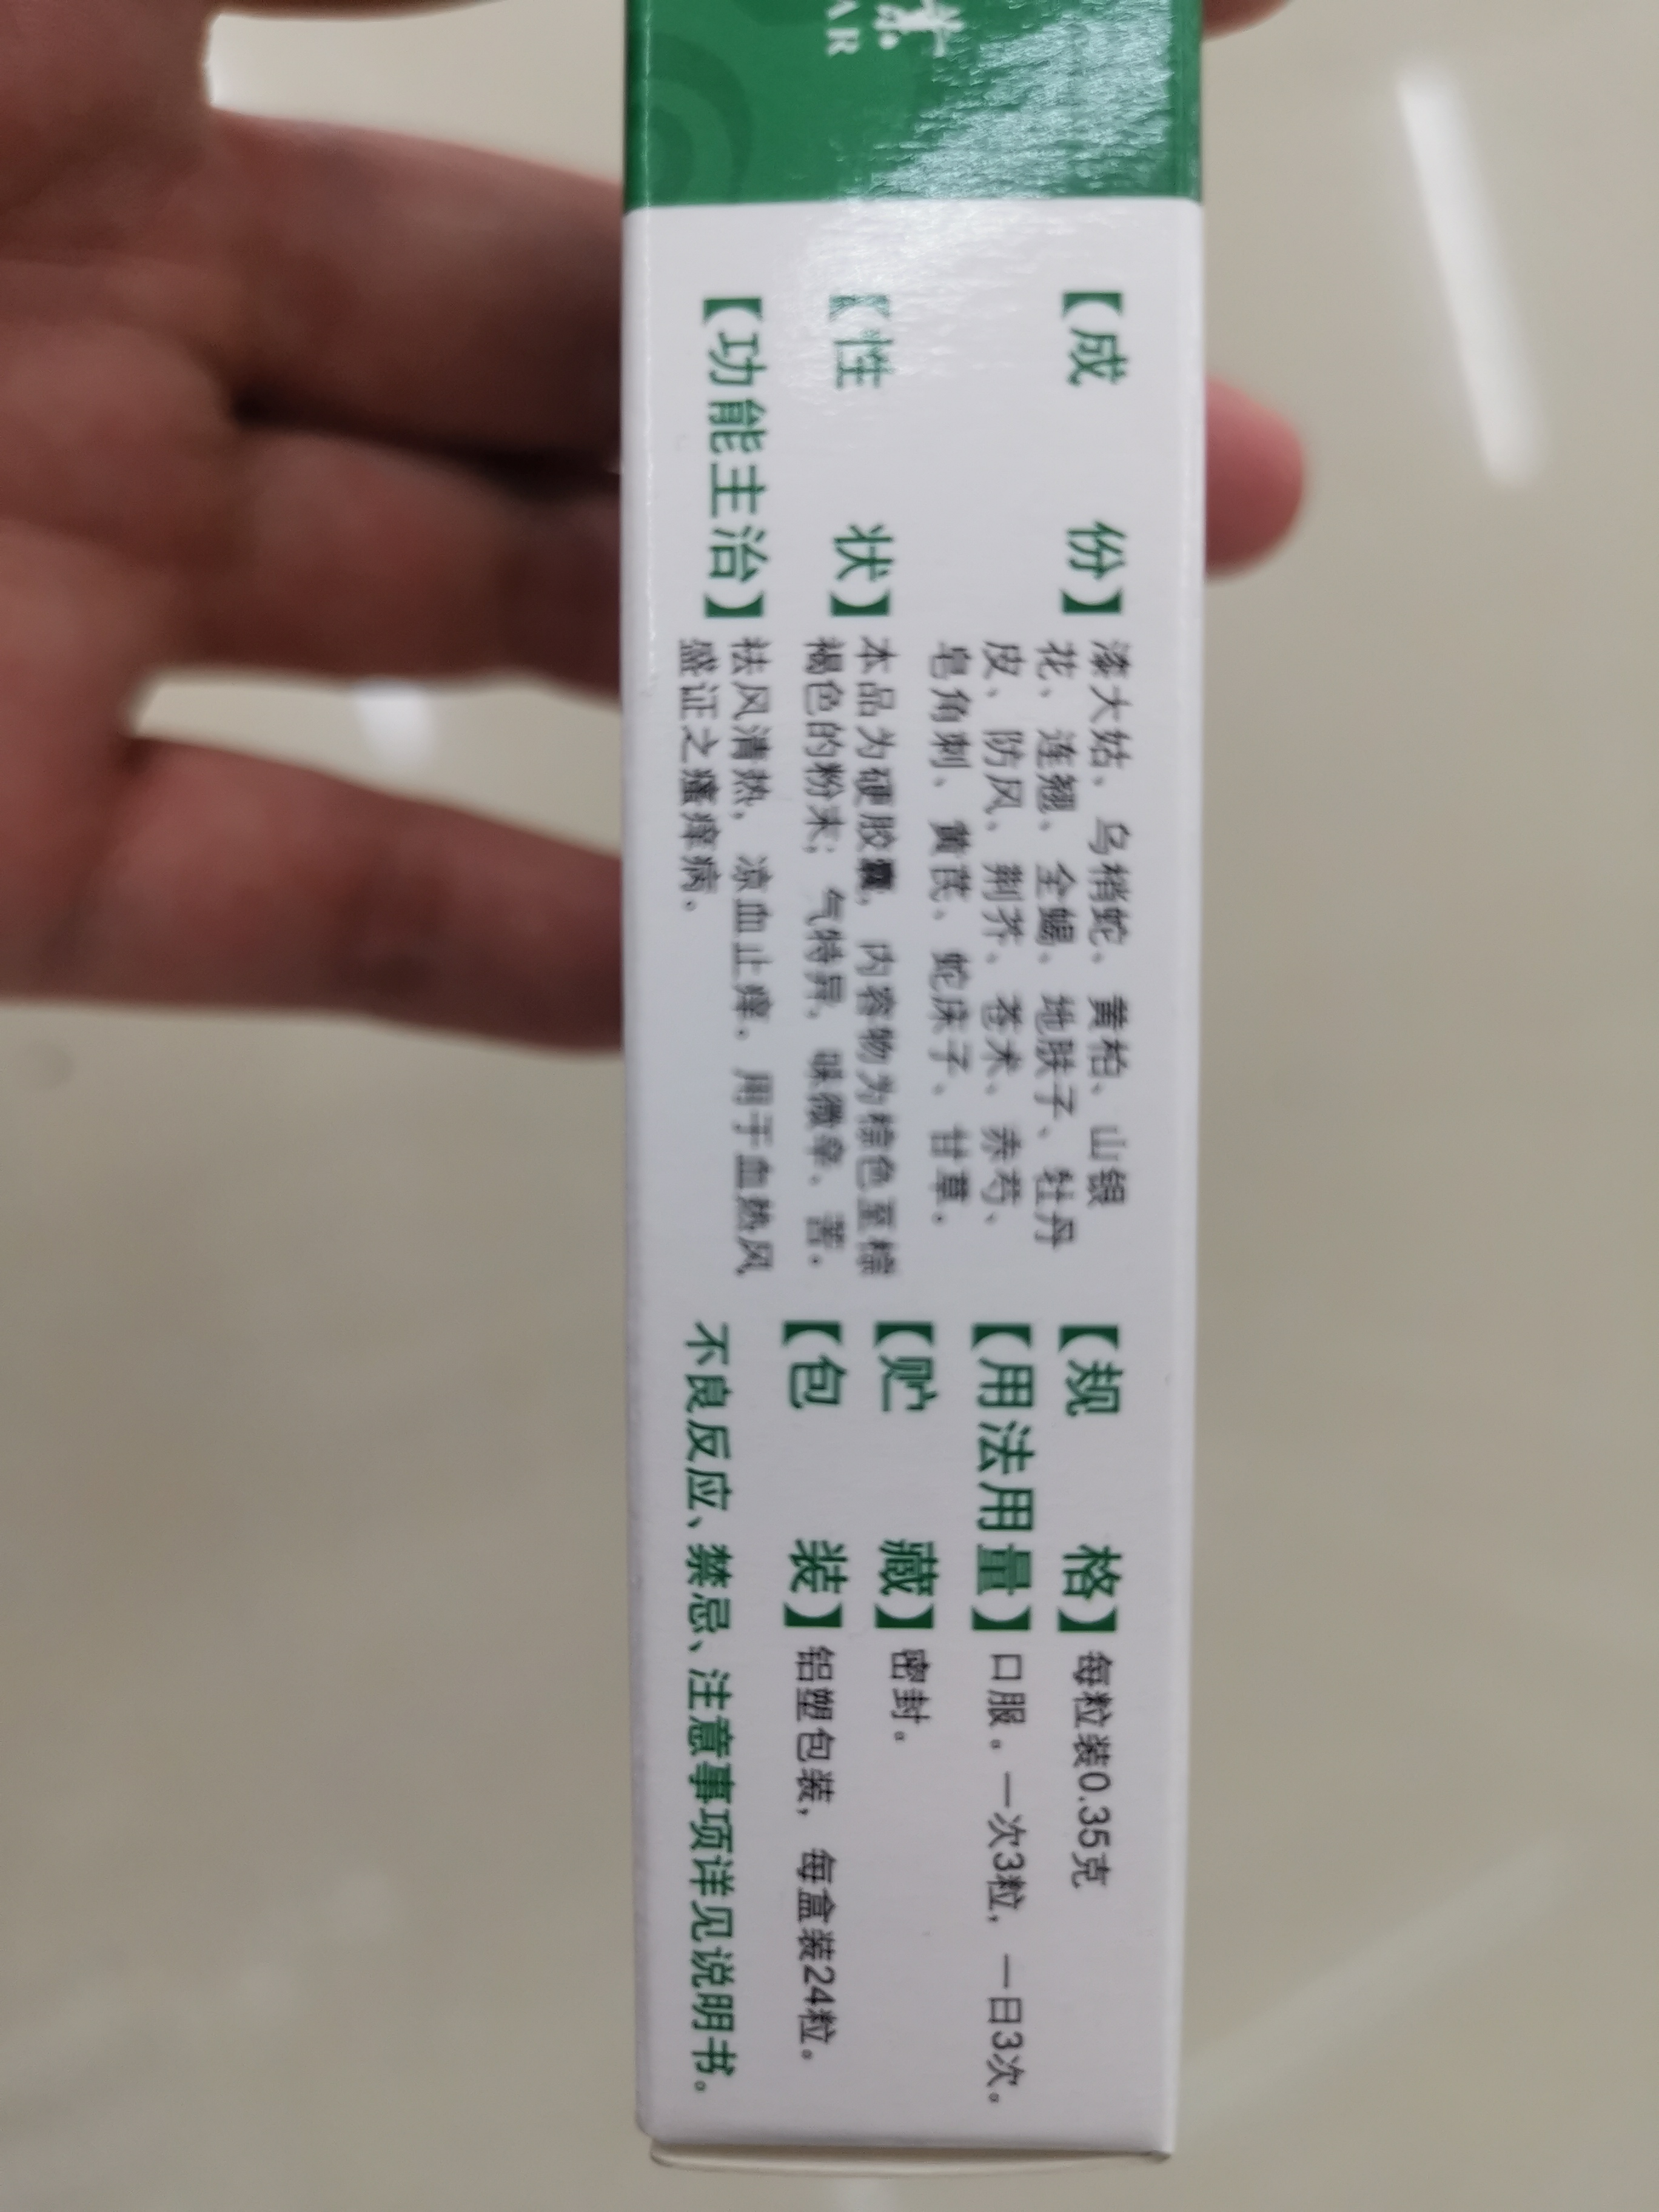 AR
【成份】漆大姑、乌梢蛇、黄柏、山银
花、连翘、全蝎、地肤子、牡丹
皮、防风、荆芥、苍术、赤芍、
皂角刺、黄芪、蛇床子、甘草。
【性状】本品为硬胶囊，内容物为棕色至棕
褐色的粉末；气特异，味微辛、苦。
【功能主治】祛风清热，凉血止痒。用于血热风
盛证之瘙痒病。
【规格】每粒装0.35克
【用法用量】口服。一次3粒，一日3次。
【贮藏】密封。
【包装】铝塑包装，每盒装24粒。
不良反应、禁忌、注意事项详见说明书。